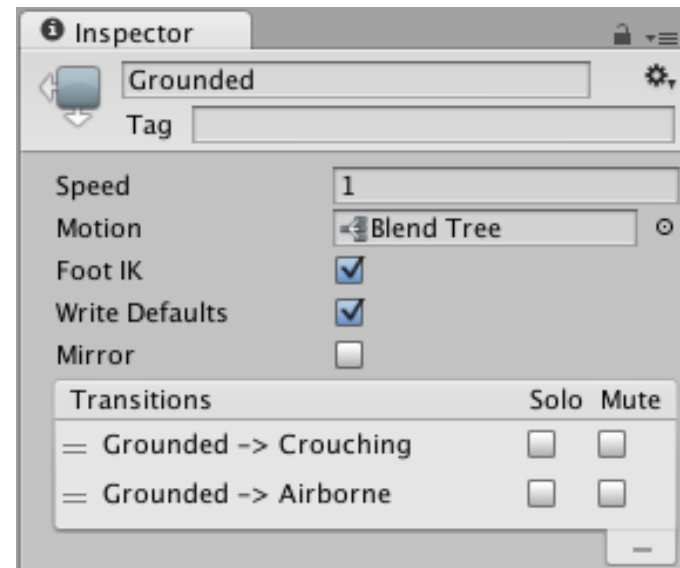 Inspector
Grounded
Tag
Speed 1
Motion Blend Tree
Foot IK
Write Defaults
Mirror
Transitions Solo Mute
Grounded -> Crouching
Grounded -> Airborne